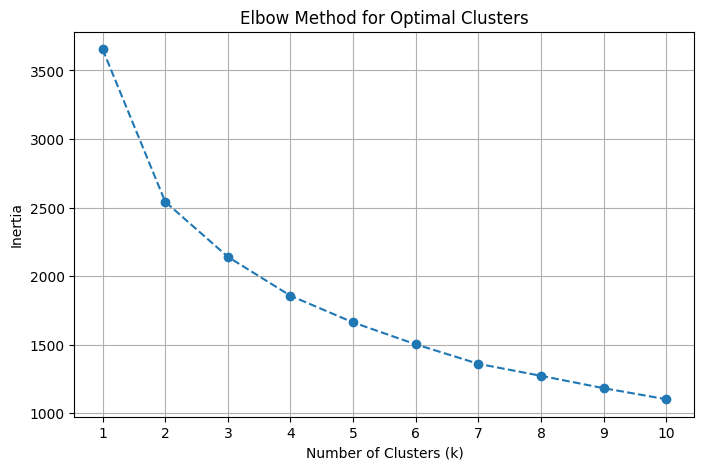 Elbow Method for Optimal Clusters
3500
3000
2500
2000
1500
1000
Inertia
1 2 3 4 5 6 7 8 9 10
Number of Clusters (k)